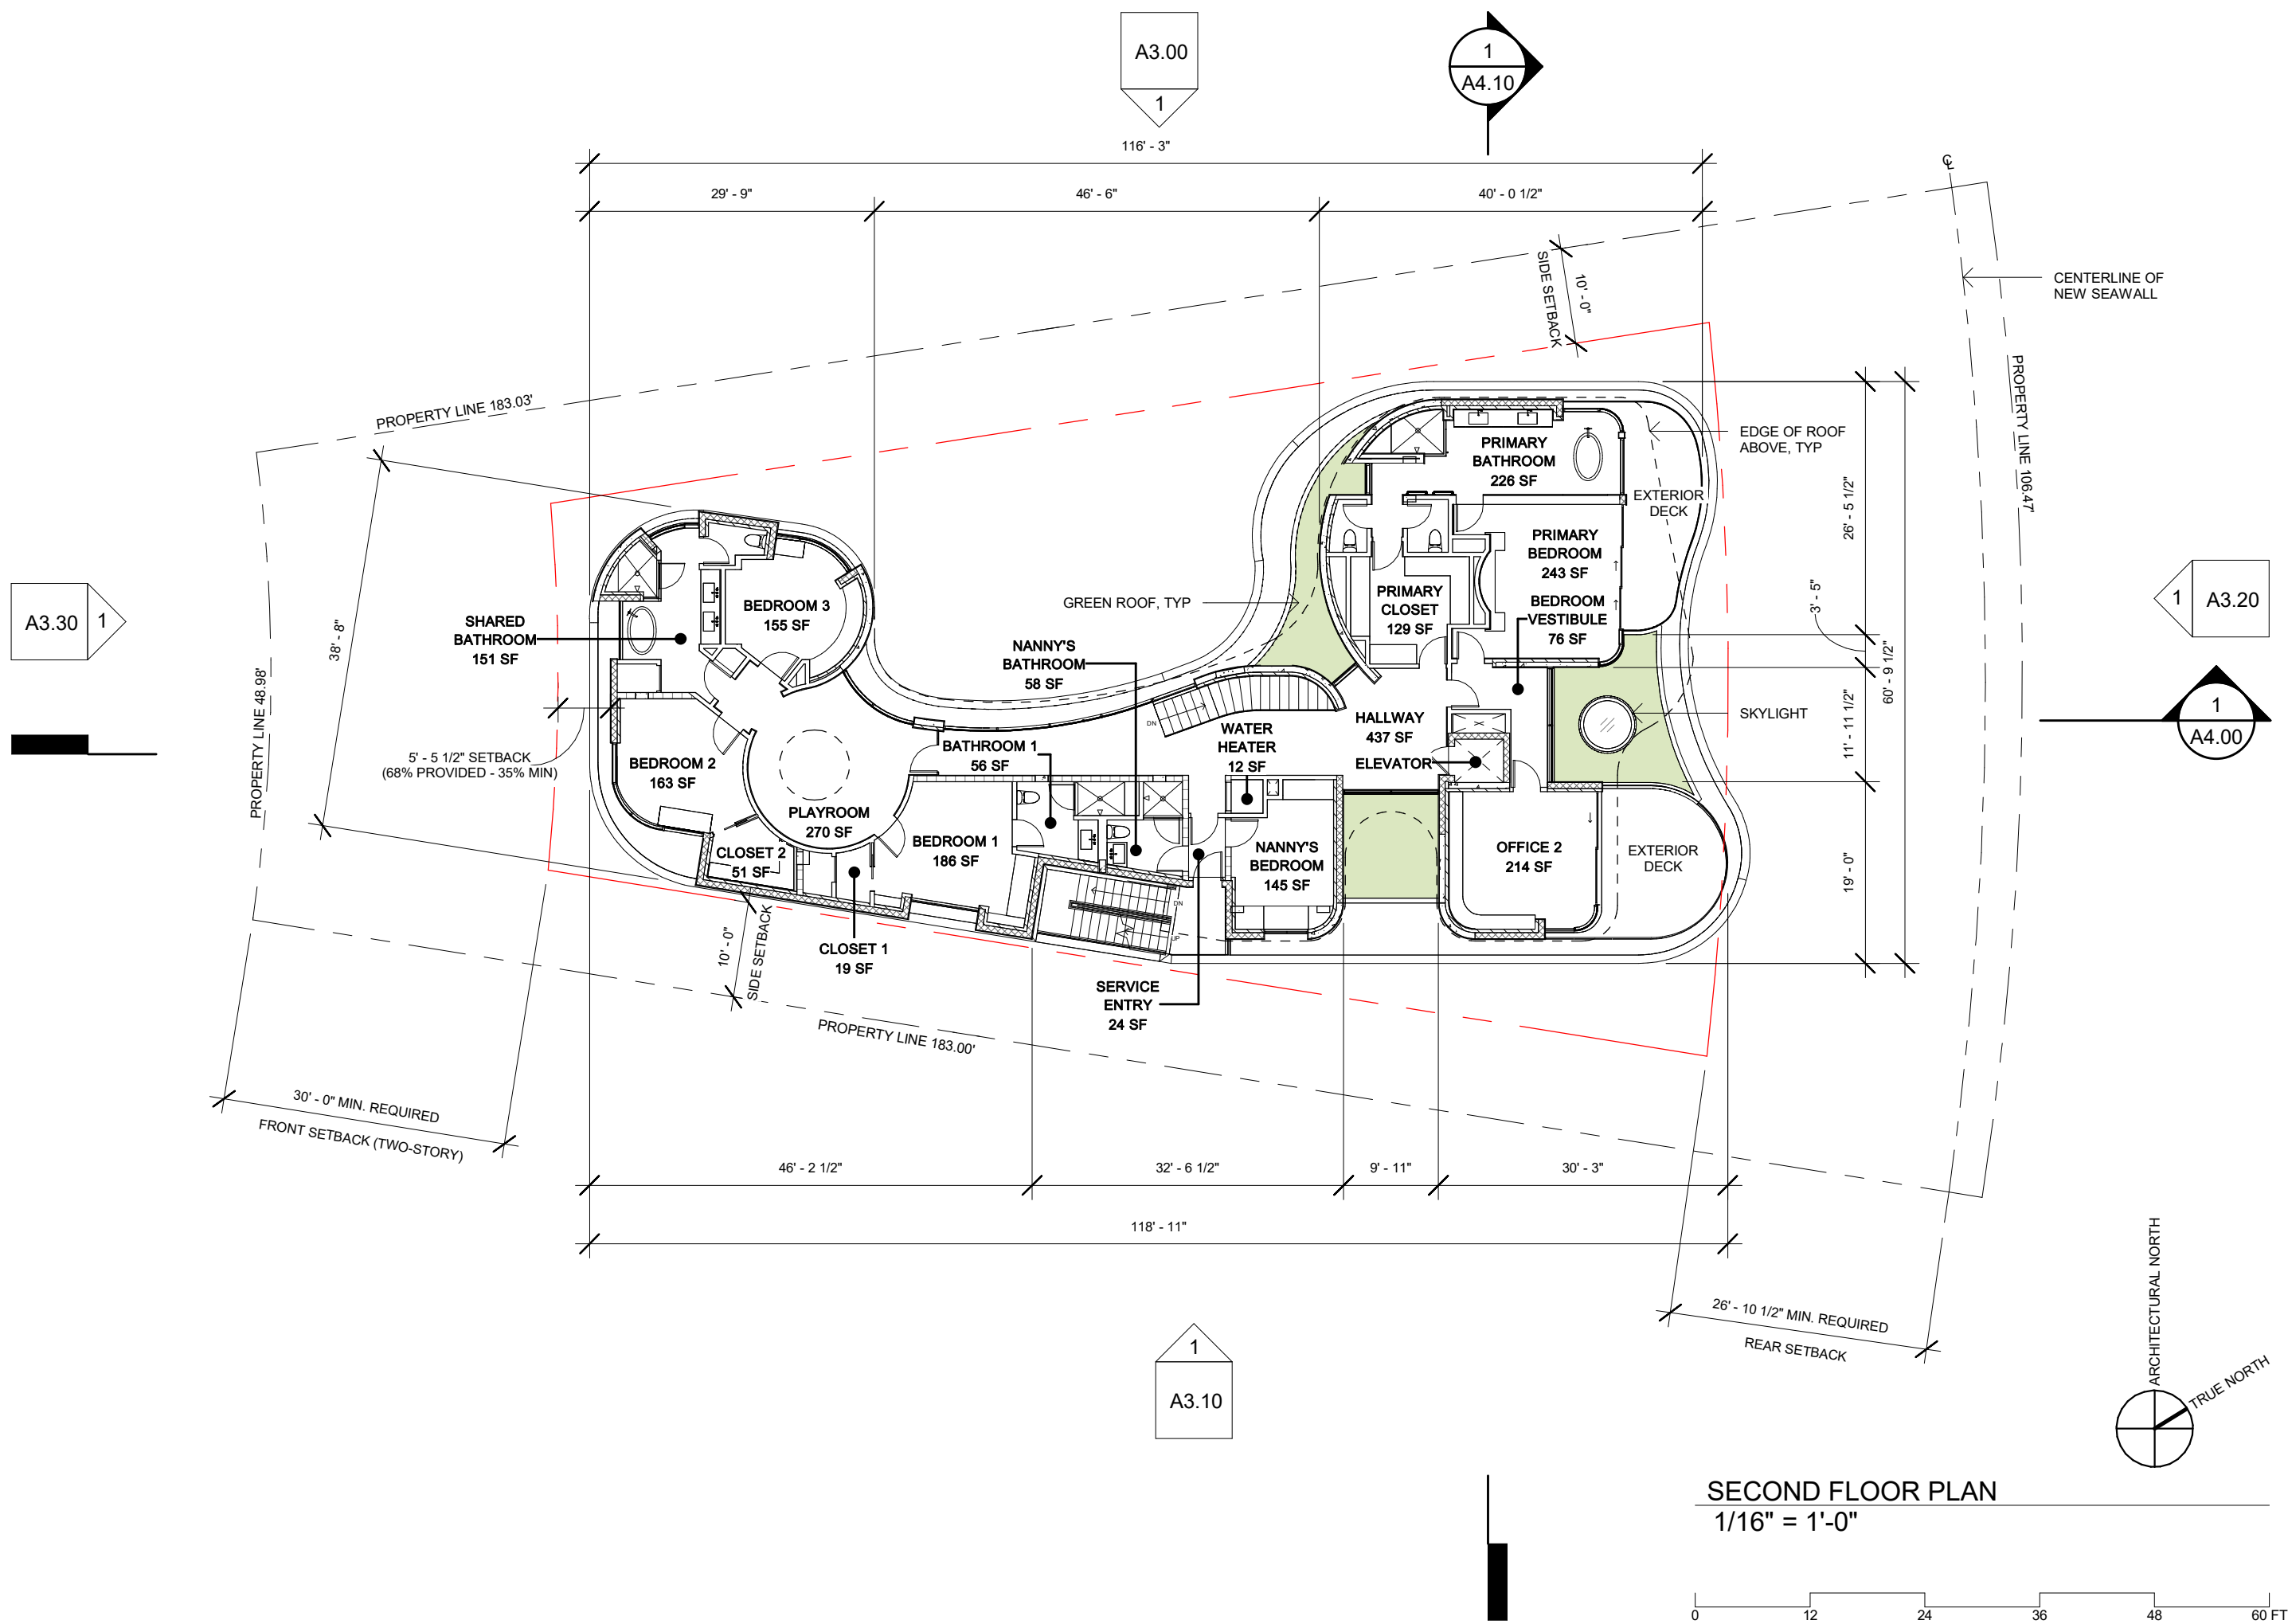 A3.00
1
1
A4.10
116' - 3"
29' - 9"
46' - 6"
40' - 0 1/2"
CL
SIDE SETBACK
10' - 0"
CENTERLINE OF
NEW SEAWALL
PROPERTY LINE 183.03'
PROPERTY LINE 106.47'
EDGE OF ROOF
ABOVE, TYP
PRIMARY
BATHROOM
226 SF
EXTERIOR
DECK
26' - 5 1/2"
PRIMARY
BEDROOM
243 SF
A3.30
1
1
A3.20
38' - 8"
SHARED
BATHROOM
151 SF
BEDROOM 3
155 SF
GREEN ROOF, TYP
PRIMARY
CLOSET
129 SF
BEDROOM
VESTIBULE
76 SF
3' - 5"
60' - 9 1/2"
NANNY'S
BATHROOM
58 SF
PROPERTY LINE 48.98'
5' - 5 1/2" SETBACK
(68% PROVIDED - 35% MIN)
BEDROOM 2
163 SF
BATHROOM 1
56 SF
DN
WATER
HEATER
12 SF
HALLWAY
437 SF
ELEVATOR
SKYLIGHT
11' - 11 1/2"
1
A4.00
PLAYROOM
270 SF
BEDROOM 1
186 SF
CLOSET 2
51 SF
NANNY'S
BEDROOM
145 SF
OFFICE 2
214 SF
EXTERIOR
DECK
19' - 0"
DN
UP
10' - 0"
SIDE SETBACK
CLOSET 1
19 SF
SERVICE
ENTRY
24 SF
PROPERTY LINE 183.00'
30' - 0" MIN. REQUIRED
FRONT SETBACK (TWO-STORY)
46' - 2 1/2"
32' - 6 1/2"
9' - 11"
30' - 3"
118' - 11"
26' - 10 1/2" MIN. REQUIRED
REAR SETBACK
1
A3.10
ARCHITECTURAL NORTH
TRUE NORTH
SECOND FLOOR PLAN
1/16" = 1'-0"
0 12 24 36 48 60 FT